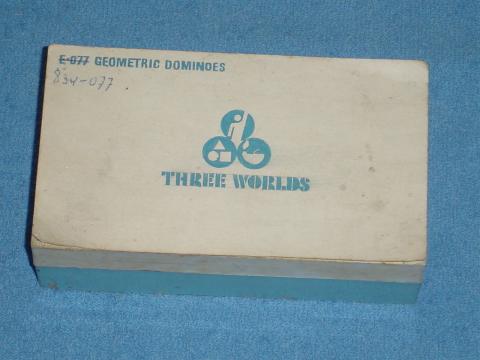 E-077 GEOMETRIC DOMINOES
834-077
THREE WORLDS